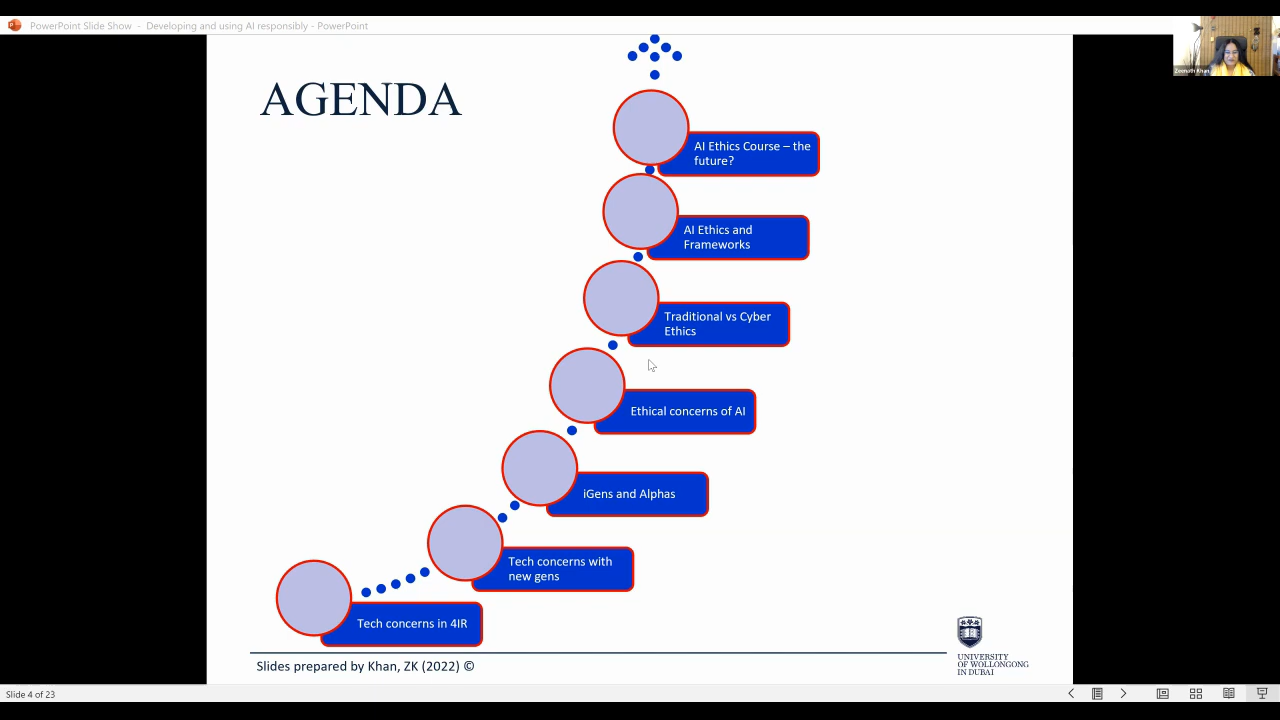 PowerPoint Slide Show - Developing and using AI responsibly - PowerPoint
Zeenath Khan
AGENDA
AI Ethics Course – the
future?
AI Ethics and
Frameworks
Traditional vs Cyber
Ethics
Ethical concerns of AI
iGens and Alphas
Tech concerns with
new gens
Tech concerns in 4IR
Slides prepared by Khan, ZK (2022) ©
UNIVERSITY
OF WOLLONGONG
IN DUBAI
Slide 4 of 23